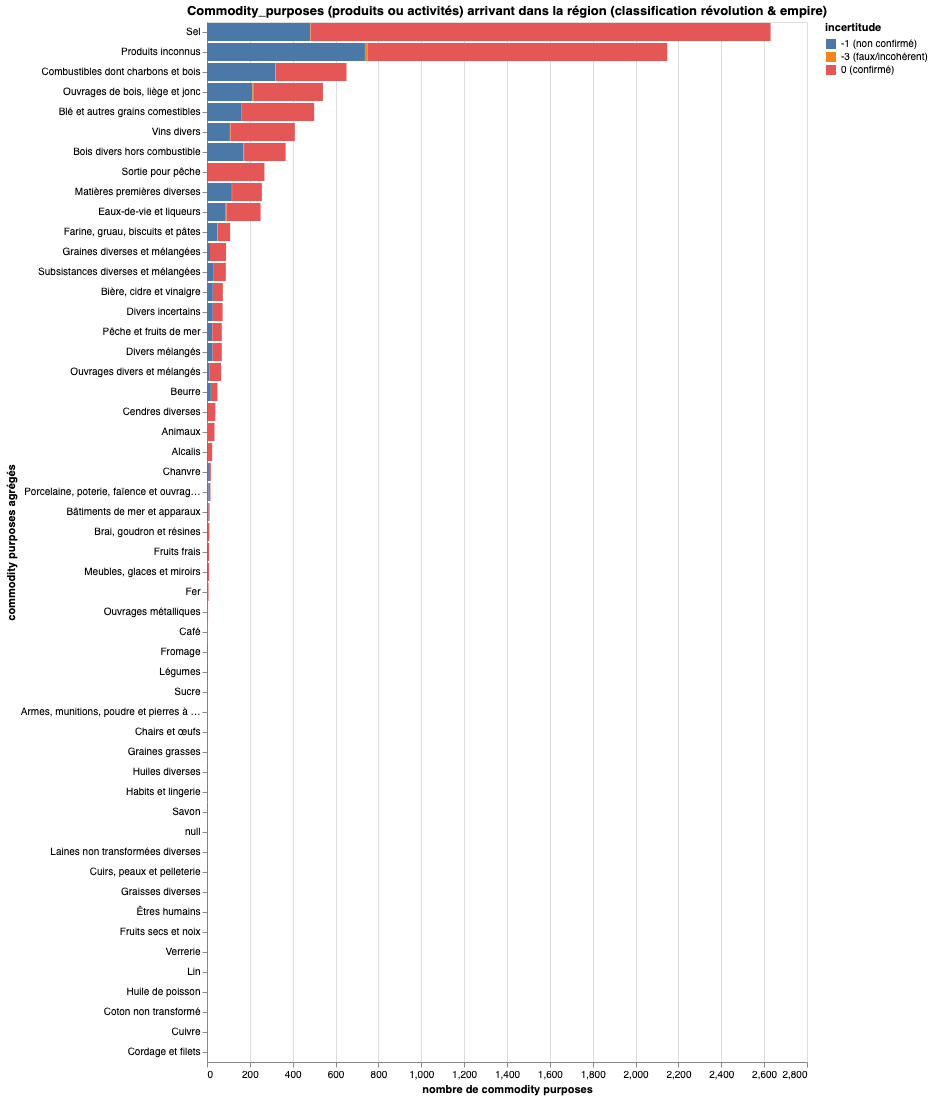 Commodity_purposes (produits ou activités) arrivant dans la région (classification révolution & empire)
incertitude
-1 (non confirmé)
-3 (faux/incohérent)
0 (confirmé)
commodity purposes agrégés
Sel
Produits inconnus
Combustibles dont charbons et bois
Ouvrages de bois, liège et jonc
Blé et autres grains comestibles
Vins divers
Bois divers hors combustible
Sortie pour pêche
Matières premières diverses
Eaux-de-vie et liqueurs
Farine, gruau, biscuits et pâtes
Graines diverses et mélangées
Subsistances diverses et mélangées
Bière, cidre et vinaigre
Divers incertains
Pêche et fruits de mer
Divers mélangés
Ouvrages divers et mélangés
Beurre
Cendres diverses
Animaux
Alcalis
Chanvre
Porcelaine, poterie, faïence et ouvrag…
Bâtiments de mer et apparaux
Brai, goudron et résines
Fruits frais
Meubles, glaces et miroirs
Fer
Ouvrages métalliques
Café
Fromage
Légumes
Sucre
Armes, munitions, poudre et pierres à …
Chairs et œufs
Graines grasses
Huiles diverses
Habits et lingerie
Savon
null
Laines non transformées diverses
Cuirs, peaux et pelleterie
Graisses diverses
Êtres humains
Fruits secs et noix
Verrerie
Lin
Huile de poisson
Coton non transformé
Cuivre
Cordage et filets
0 200 400 600 800 1,000 1,200 1,400 1,600 1,800 2,000 2,200 2,400 2,600 2,800
nombre de commodity purposes